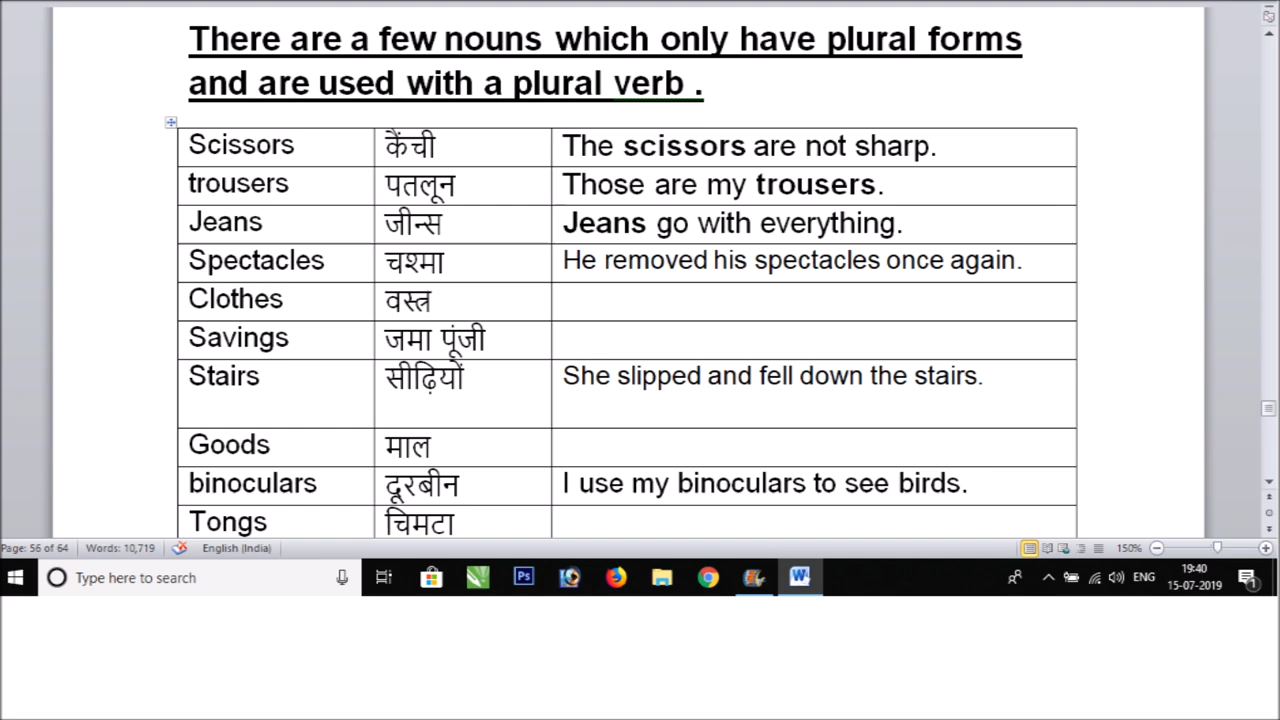 There are a few nouns which only have plural forms
and are used with a plural verb .
Scissors कैंची The scissors are not sharp.
trousers पतलून Those are my trousers.
Jeans जीन्स Jeans go with everything.
Spectacles चश्मा He removed his spectacles once again.
Clothes वस्त्र
Savings जमा पूंजी
Stairs सीढ़ियों She slipped and fell down the stairs.
Goods माल
binoculars दूरबीन I use my binoculars to see birds.
Tongs चिमटा
Page: 56 of 64 Words: 10,719 English (India) 150%
Type here to search Ps W ENG 19:40
15-07-2019 1